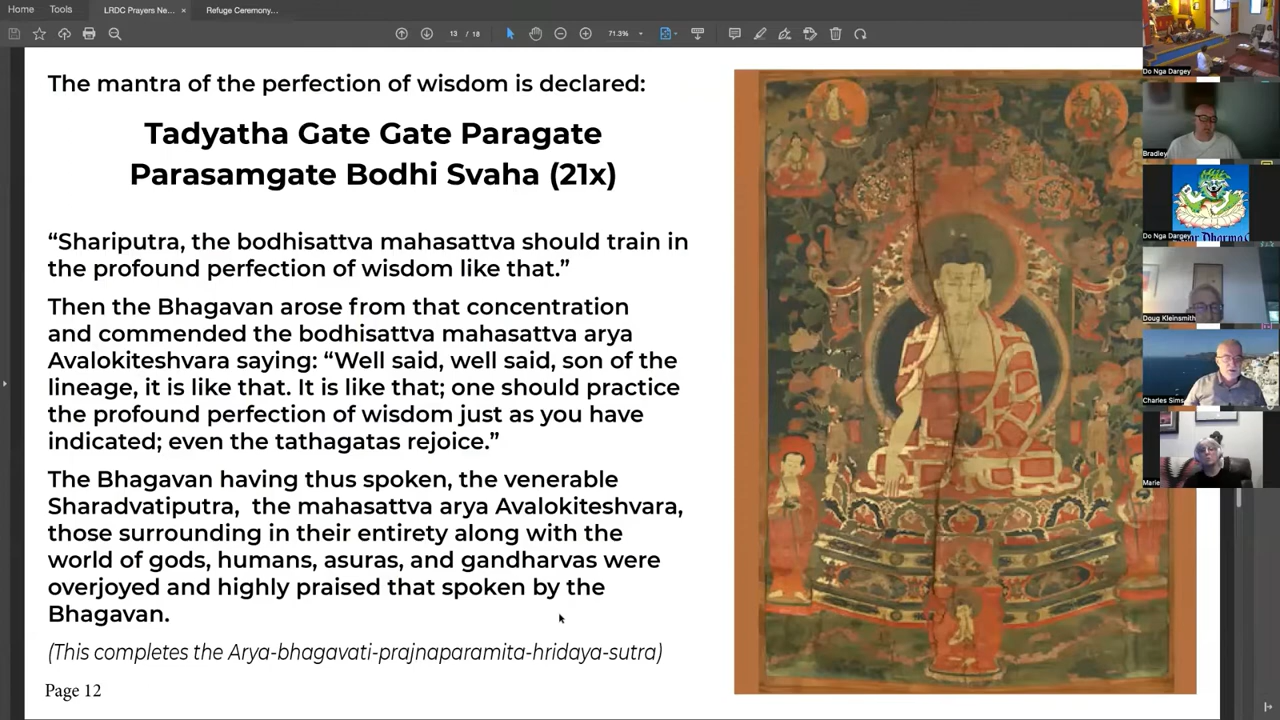 Home Tools LRDC Prayers Ne... × Refuge Ceremony...
13 / 18 71.3%
The mantra of the perfection of wisdom is declared:
Tadyatha Gate Gate Paragate
Parasamgate Bodhi Svaha (21x)
“Shariputra, the bodhisattva mahasattva should train in
the profound perfection of wisdom like that.”
Then the Bhagavan arose from that concentration
and commended the bodhisattva mahasattva arya
Avalokiteshvara saying: “Well said, well said, son of the
lineage, it is like that. It is like that; one should practice
the profound perfection of wisdom just as you have
indicated; even the tathagatas rejoice.”
The Bhagavan having thus spoken, the venerable
Sharadvatiputra,  the mahasattva arya Avalokiteshvara,
those surrounding in their entirety along with the
world of gods, humans, asuras, and gandharvas were
overjoyed and highly praised that spoken by the
Bhagavan.
(This completes the Arya-bhagavati-prajnaparamita-hridaya-sutra)
Page 12
Do Nga Dargey
Bradley
Do Nga Dargey
Doug Kleinsmith
Charles Sims
Marie